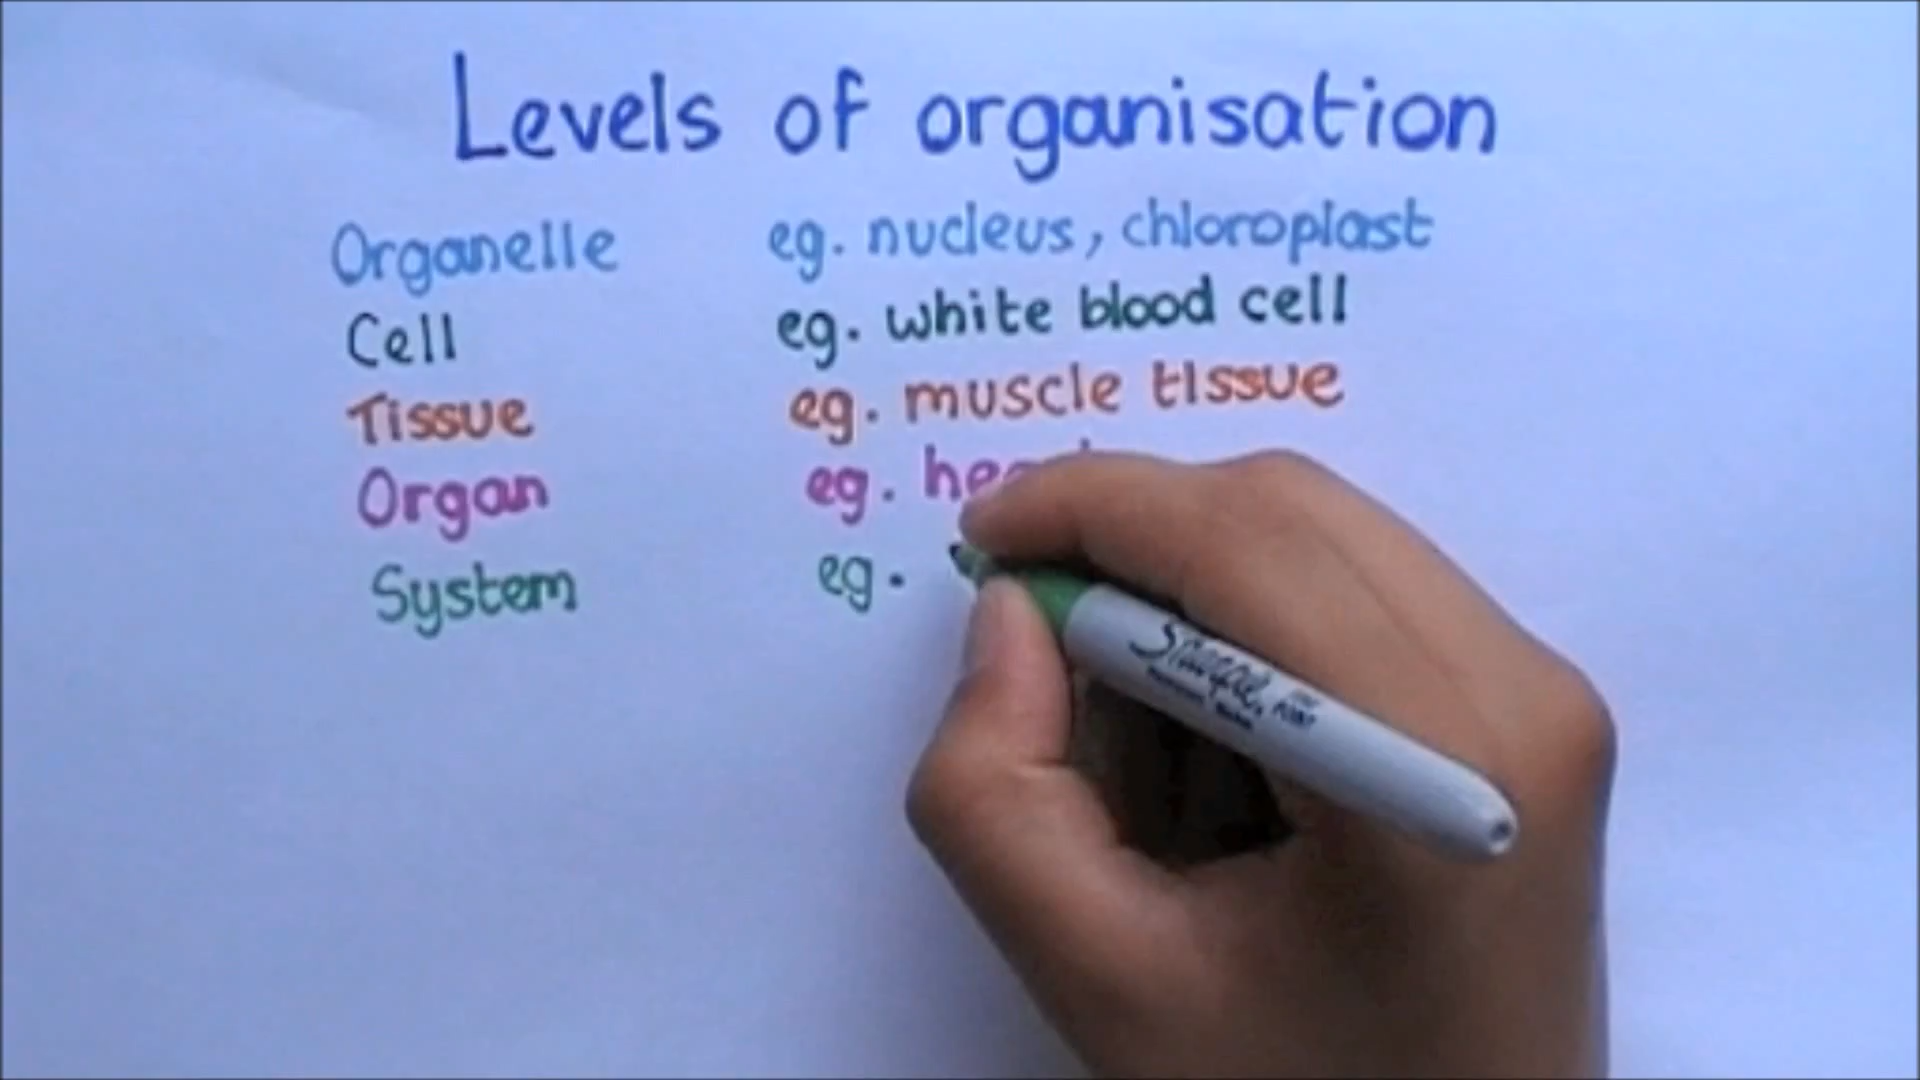 Levels of organisation
Organelle eg. nucleus, chloroplast
Cell eg. white blood cell
Tissue eg. muscle tissue
Organ eg.
System eg.
Sharpie